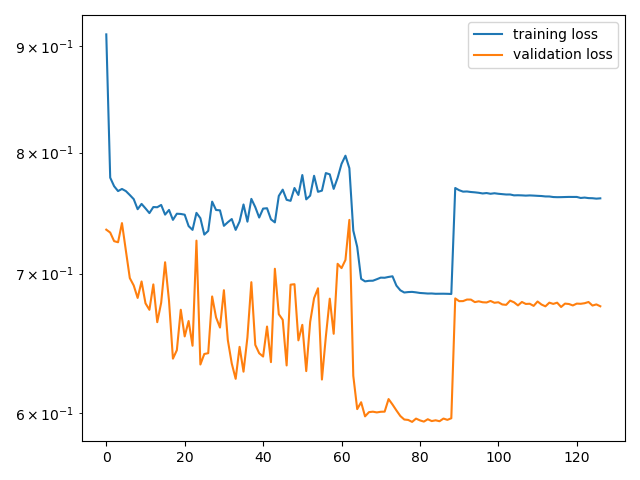 training loss
validation loss
9 × 10⁻¹
8 × 10⁻¹
7 × 10⁻¹
6 × 10⁻¹
0 20 40 60 80 100 120